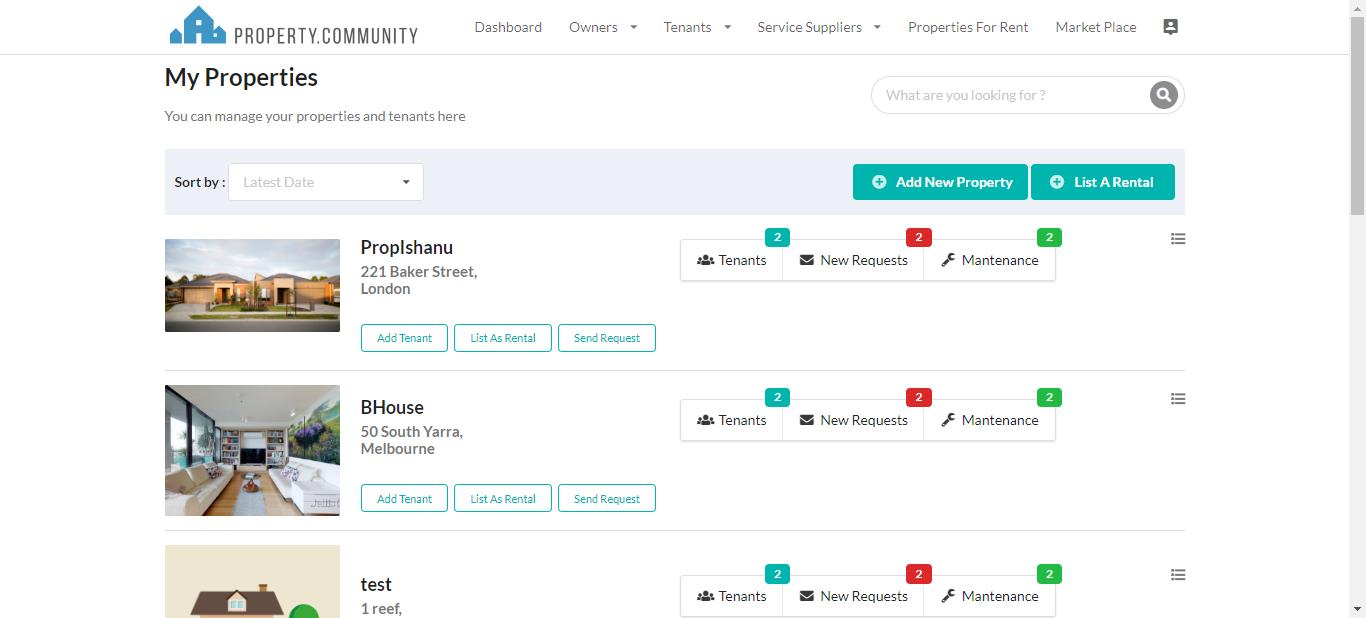 PROPERTY.COMMUNITY
Dashboard
Owners
Tenants
Service Suppliers
Properties For Rent
Market Place
My Properties
What are you looking for ?
You can manage your properties and tenants here
Sort by :
Latest Date
Add New Property
List A Rental
PropIshanu
221 Baker Street,
London
2
Tenants
2
New Requests
2
Mantenance
Add Tenant
List As Rental
Send Request
BHouse
50 South Yarra,
Melbourne
2
Tenants
2
New Requests
2
Mantenance
Add Tenant
List As Rental
Send Request
test
1 reef,
2
Tenants
2
New Requests
2
Mantenance